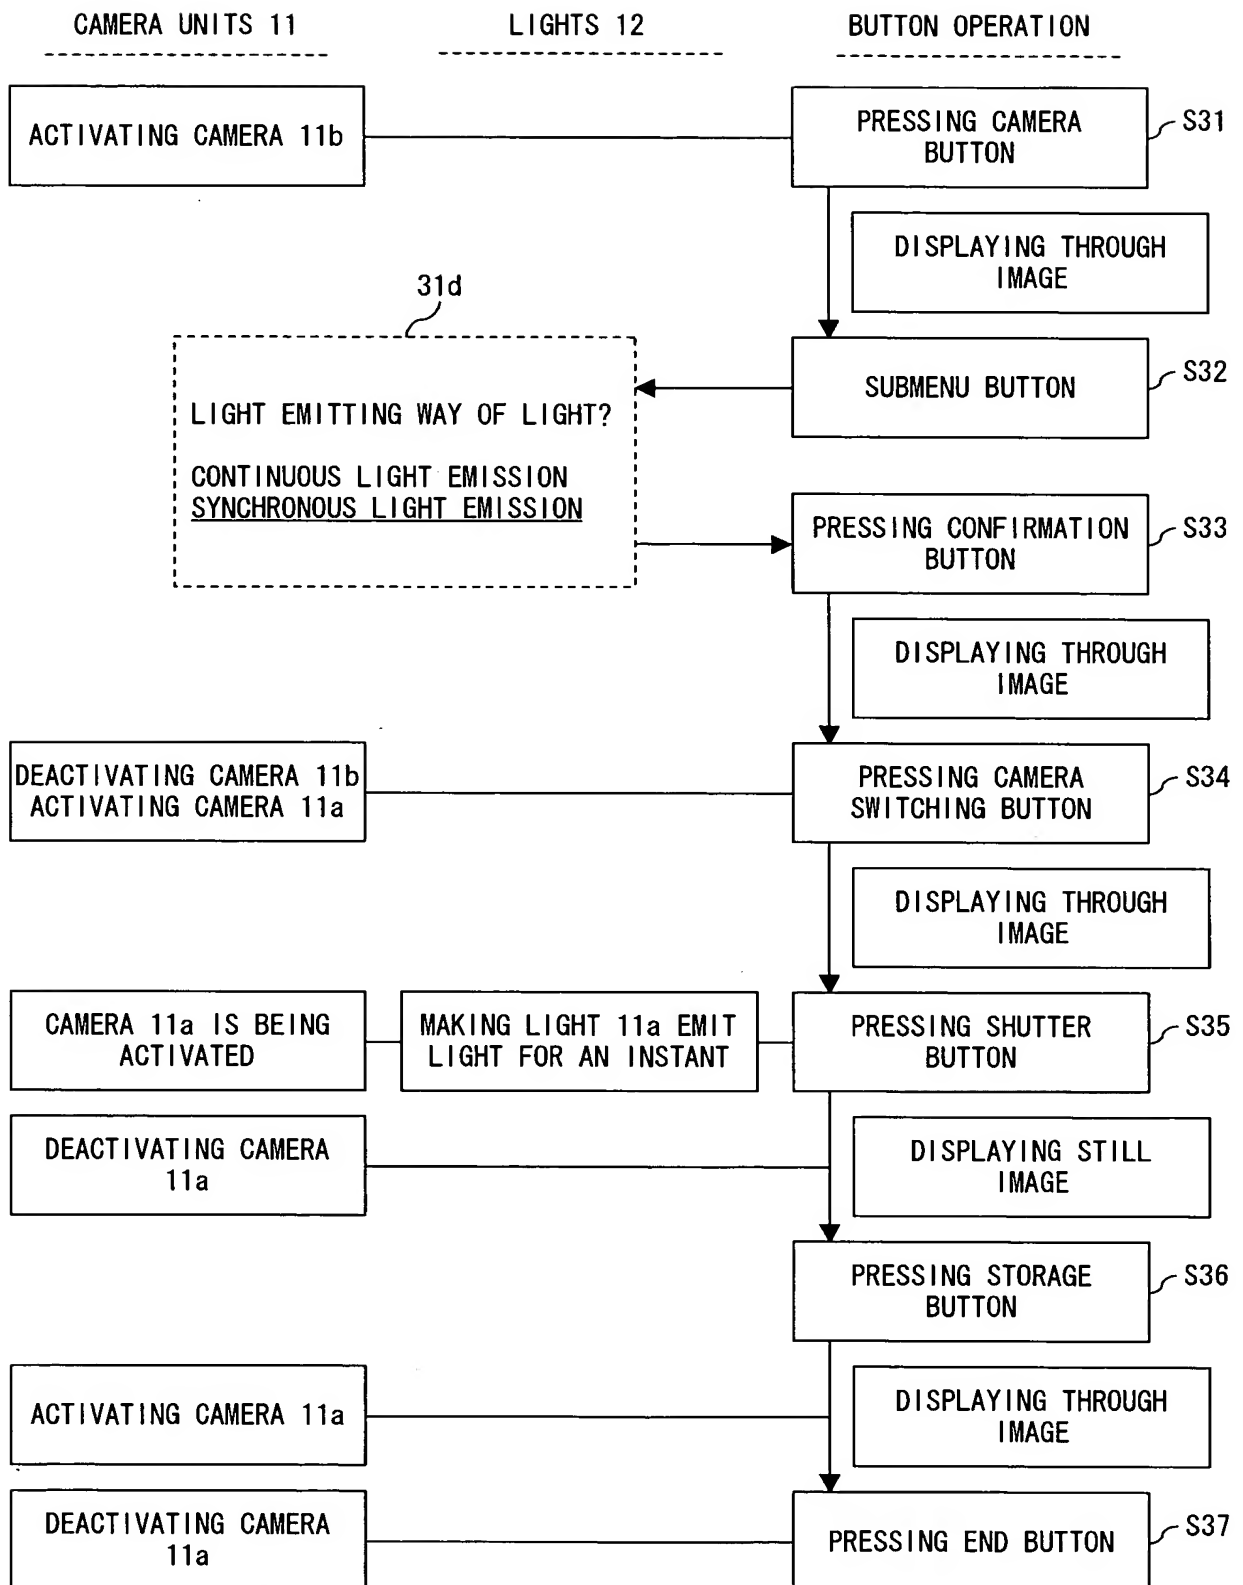 CAMERA UNITS 11
LIGHTS 12
BUTTON OPERATION
ACTIVATING CAMERA 11b
PRESSING CAMERA
BUTTON
S31
DISPLAYING THROUGH
IMAGE
31d
LIGHT EMITTING WAY OF LIGHT?
CONTINUOUS LIGHT EMISSION
SYNCHRONOUS LIGHT EMISSION
SUBMENU BUTTON
S32
PRESSING CONFIRMATION
BUTTON
S33
DISPLAYING THROUGH
IMAGE
DEACTIVATING CAMERA 11b
ACTIVATING CAMERA 11a
PRESSING CAMERA
SWITCHING BUTTON
S34
DISPLAYING THROUGH
IMAGE
CAMERA 11a IS BEING
ACTIVATED
MAKING LIGHT 11a EMIT
LIGHT FOR AN INSTANT
PRESSING SHUTTER
BUTTON
S35
DEACTIVATING CAMERA
11a
DISPLAYING STILL
IMAGE
PRESSING STORAGE
BUTTON
S36
ACTIVATING CAMERA 11a
DISPLAYING THROUGH
IMAGE
DEACTIVATING CAMERA
11a
PRESSING END BUTTON
S37